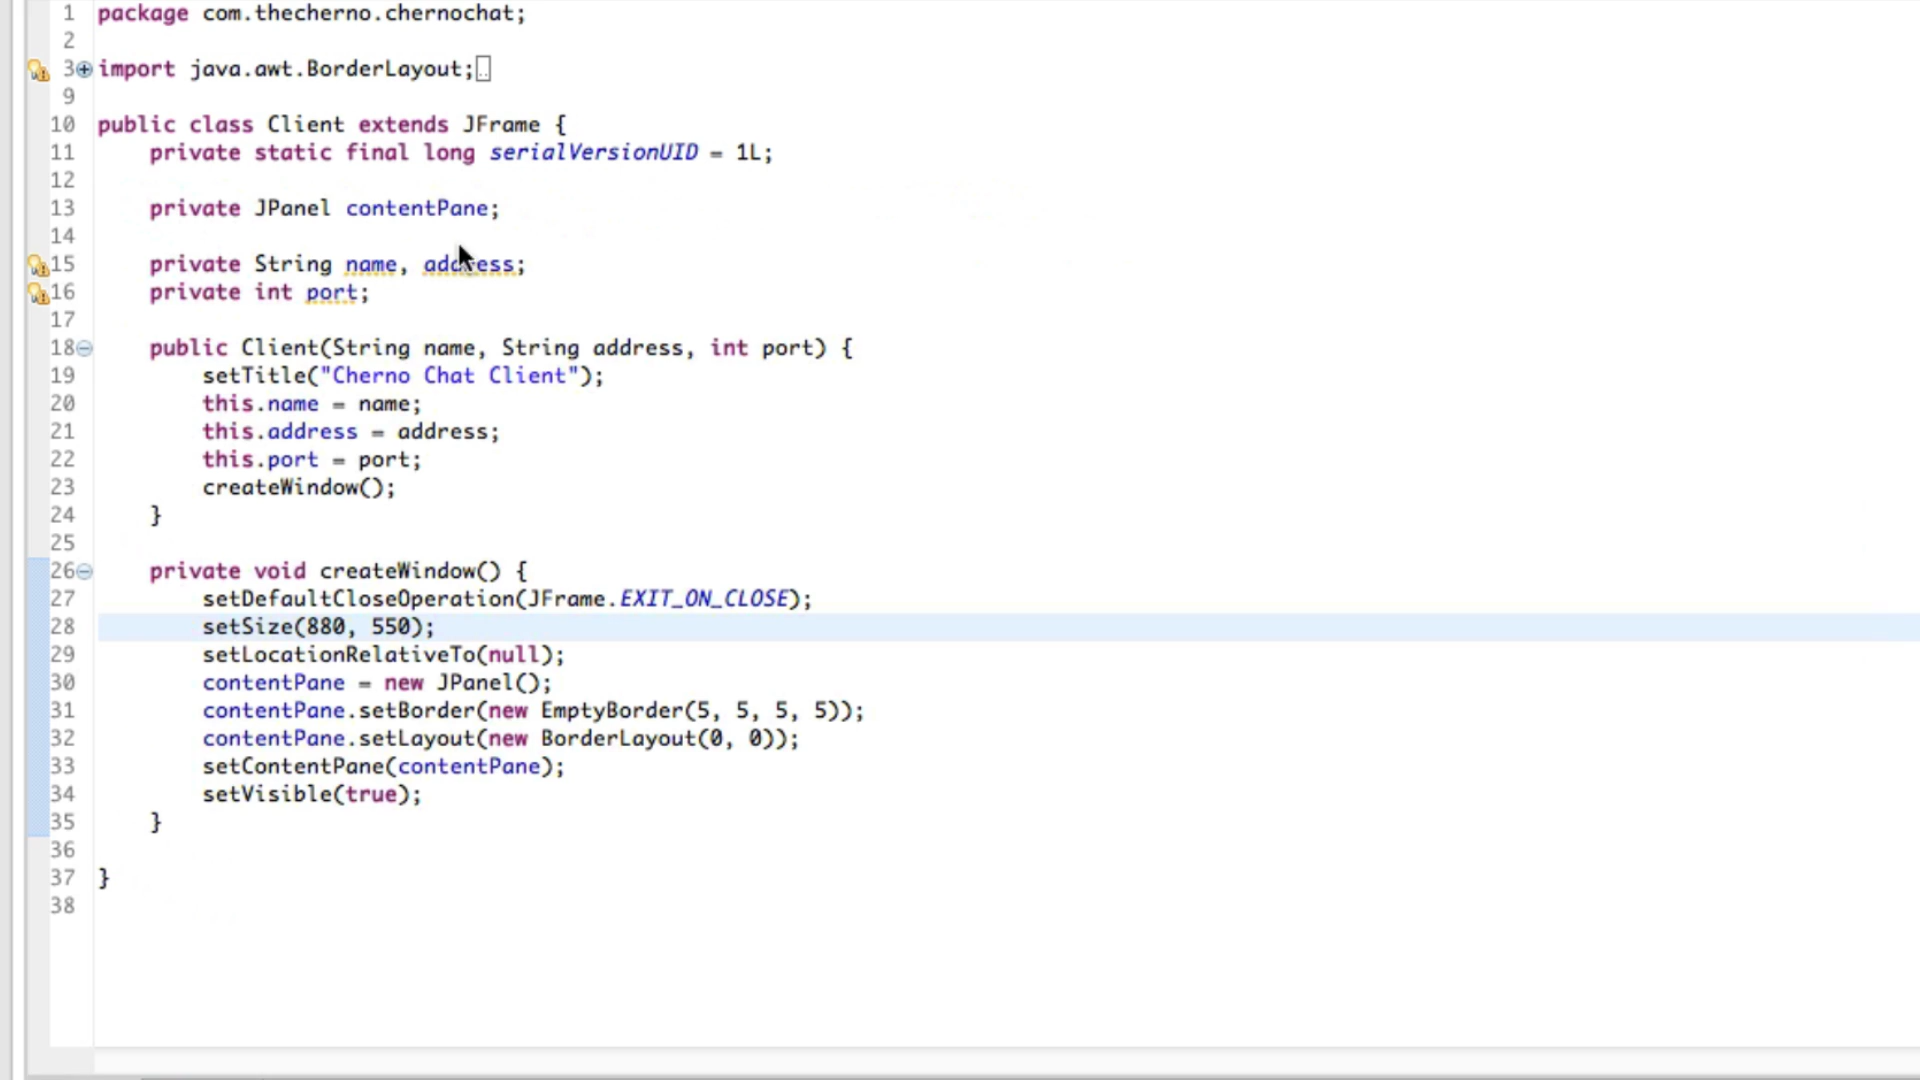 1 package com.thecherno.chernochat;
2
3 import java.awt.BorderLayout;
9
10 public class Client extends JFrame {
11 private static final long serialVersionUID = 1L;
12
13 private JPanel contentPane;
14
15 private String name, address;
16 private int port;
17
18 public Client(String name, String address, int port) {
19 setTitle("Cherno Chat Client");
20 this.name = name;
21 this.address = address;
22 this.port = port;
23 createWindow();
24 }
25
26 private void createWindow() {
27 setDefaultCloseOperation(JFrame.EXIT_ON_CLOSE);
28 setSize(880, 550);
29 setLocationRelativeTo(null);
30 contentPane = new JPanel();
31 contentPane.setBorder(new EmptyBorder(5, 5, 5, 5));
32 contentPane.setLayout(new BorderLayout(0, 0));
33 setContentPane(contentPane);
34 setVisible(true);
35 }
36
37 }
38